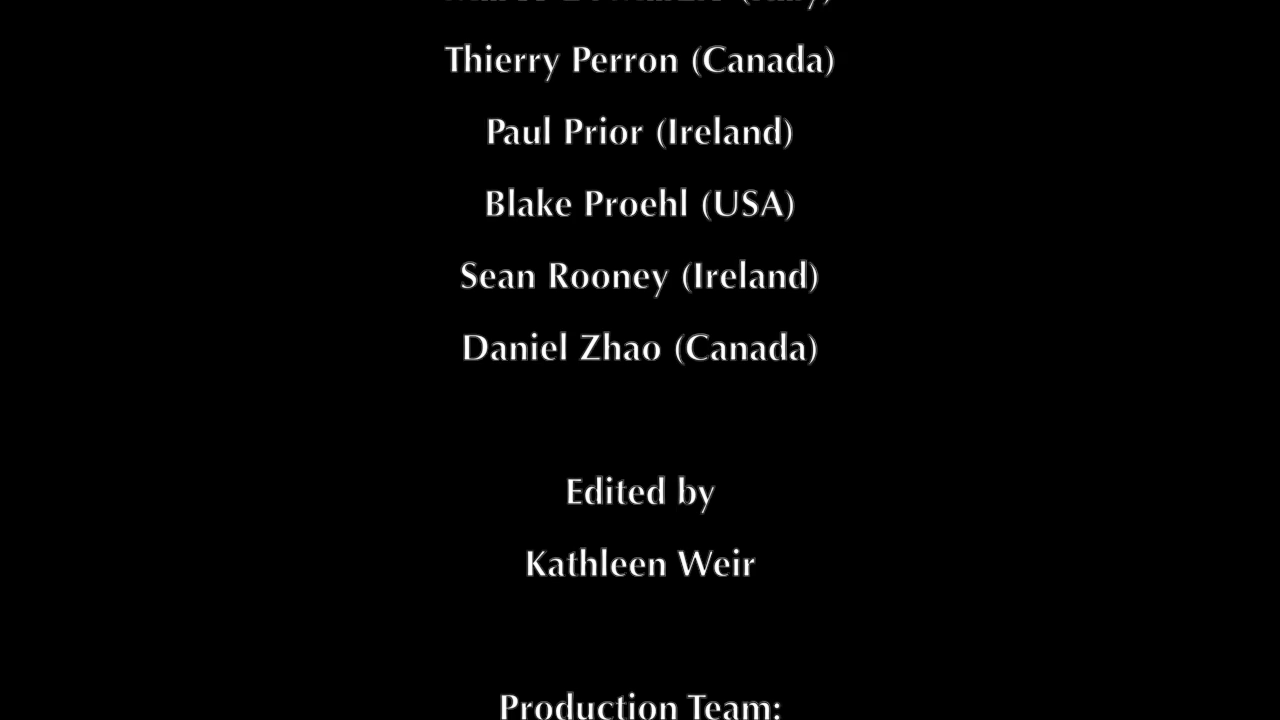 Thierry Perron (Canada)
Paul Prior (Ireland)
Blake Proehl (USA)
Sean Rooney (Ireland)
Daniel Zhao (Canada)
Edited by
Kathleen Weir
Production Team: